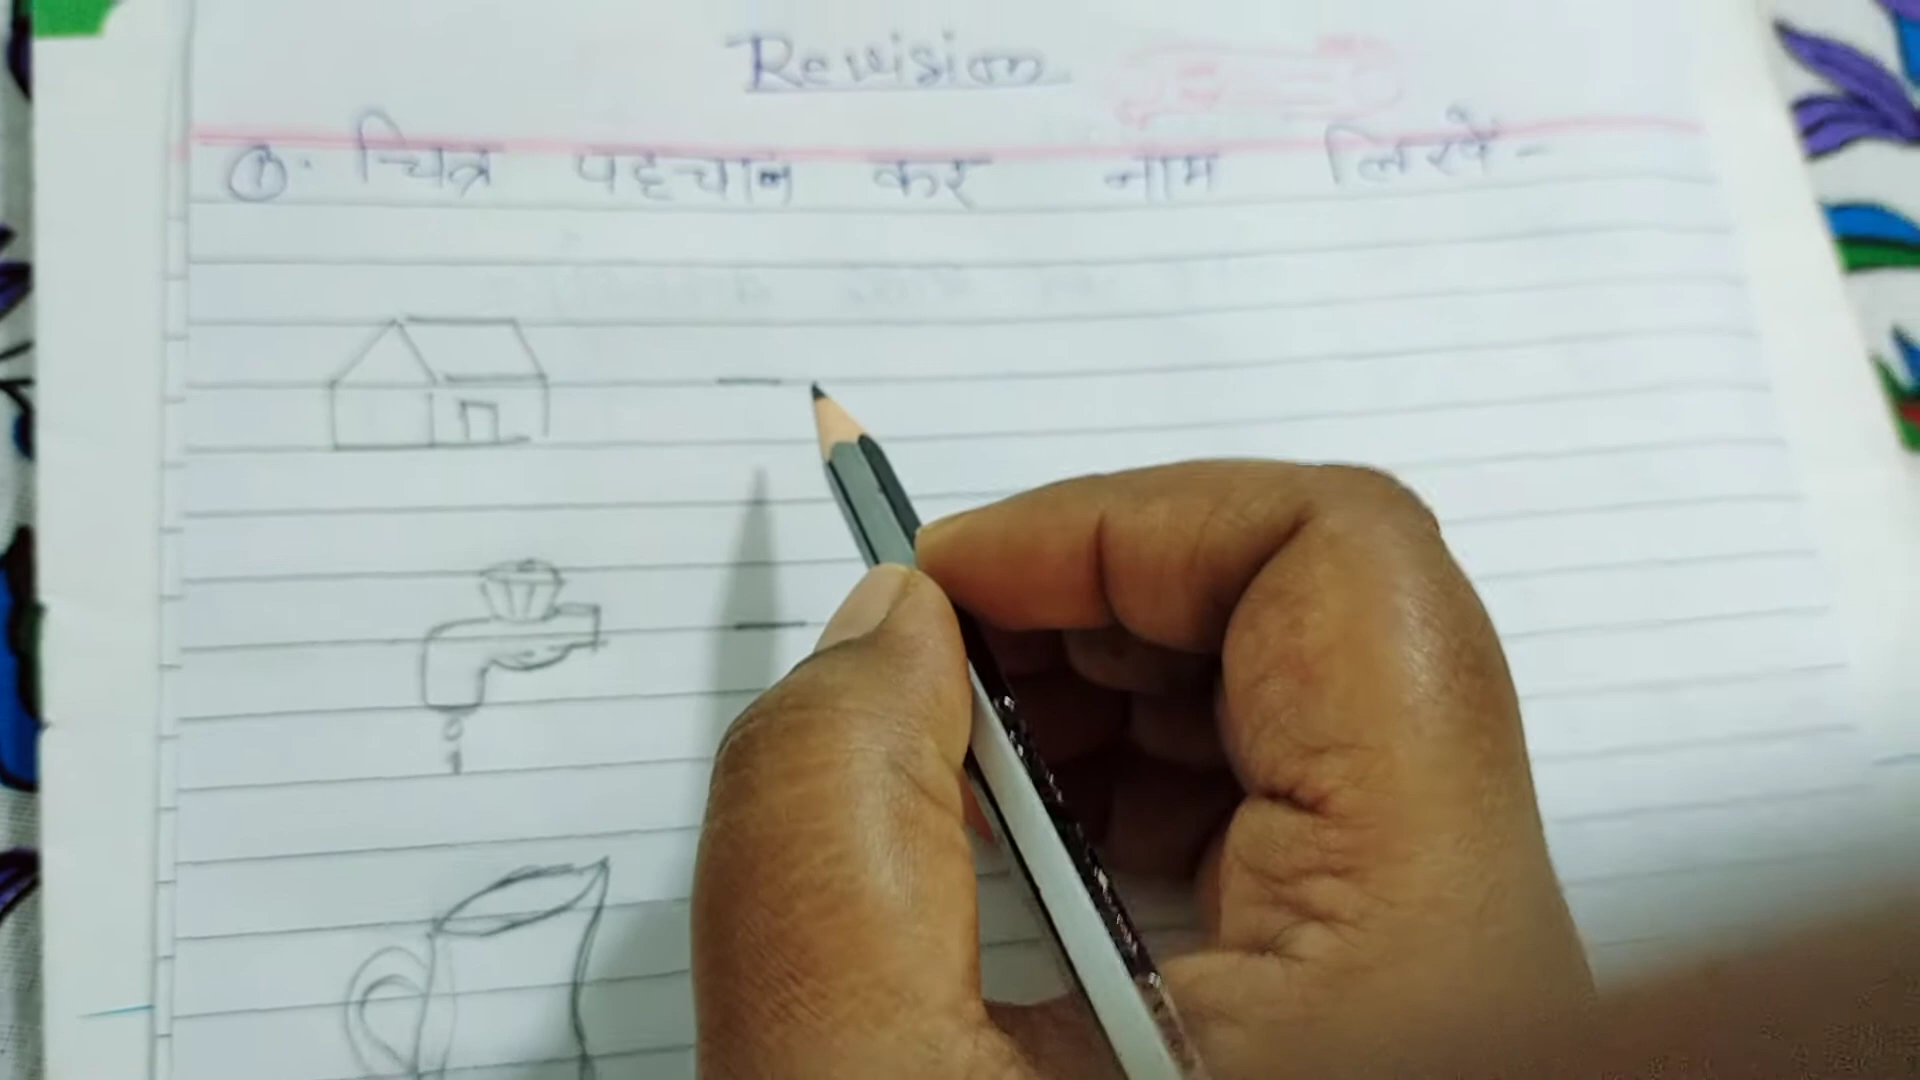 Revision
①. चित्र पहचान कर नाम लिखें -